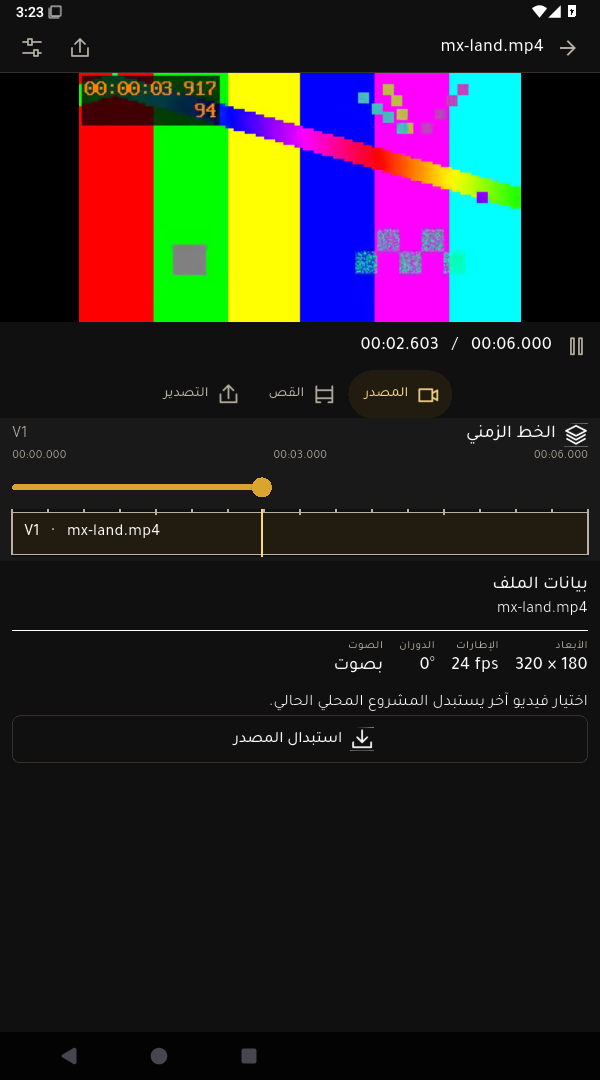 3:23
mx-land.mp4
00:00:03.917
94
00:02.603 / 00:06.000
المصدر
القص
التصدير
الخط الزمني
V1
00:00.000
00:03.000
00:06.000
V1 · mx-land.mp4
بيانات الملف
mx-land.mp4
الأبعاد
320 × 180
الإطارات
24 fps
الدوران
0°
الصوت
بصوت
اختيار فيديو آخر يستبدل المشروع المحلي الحالي.
استبدال المصدر